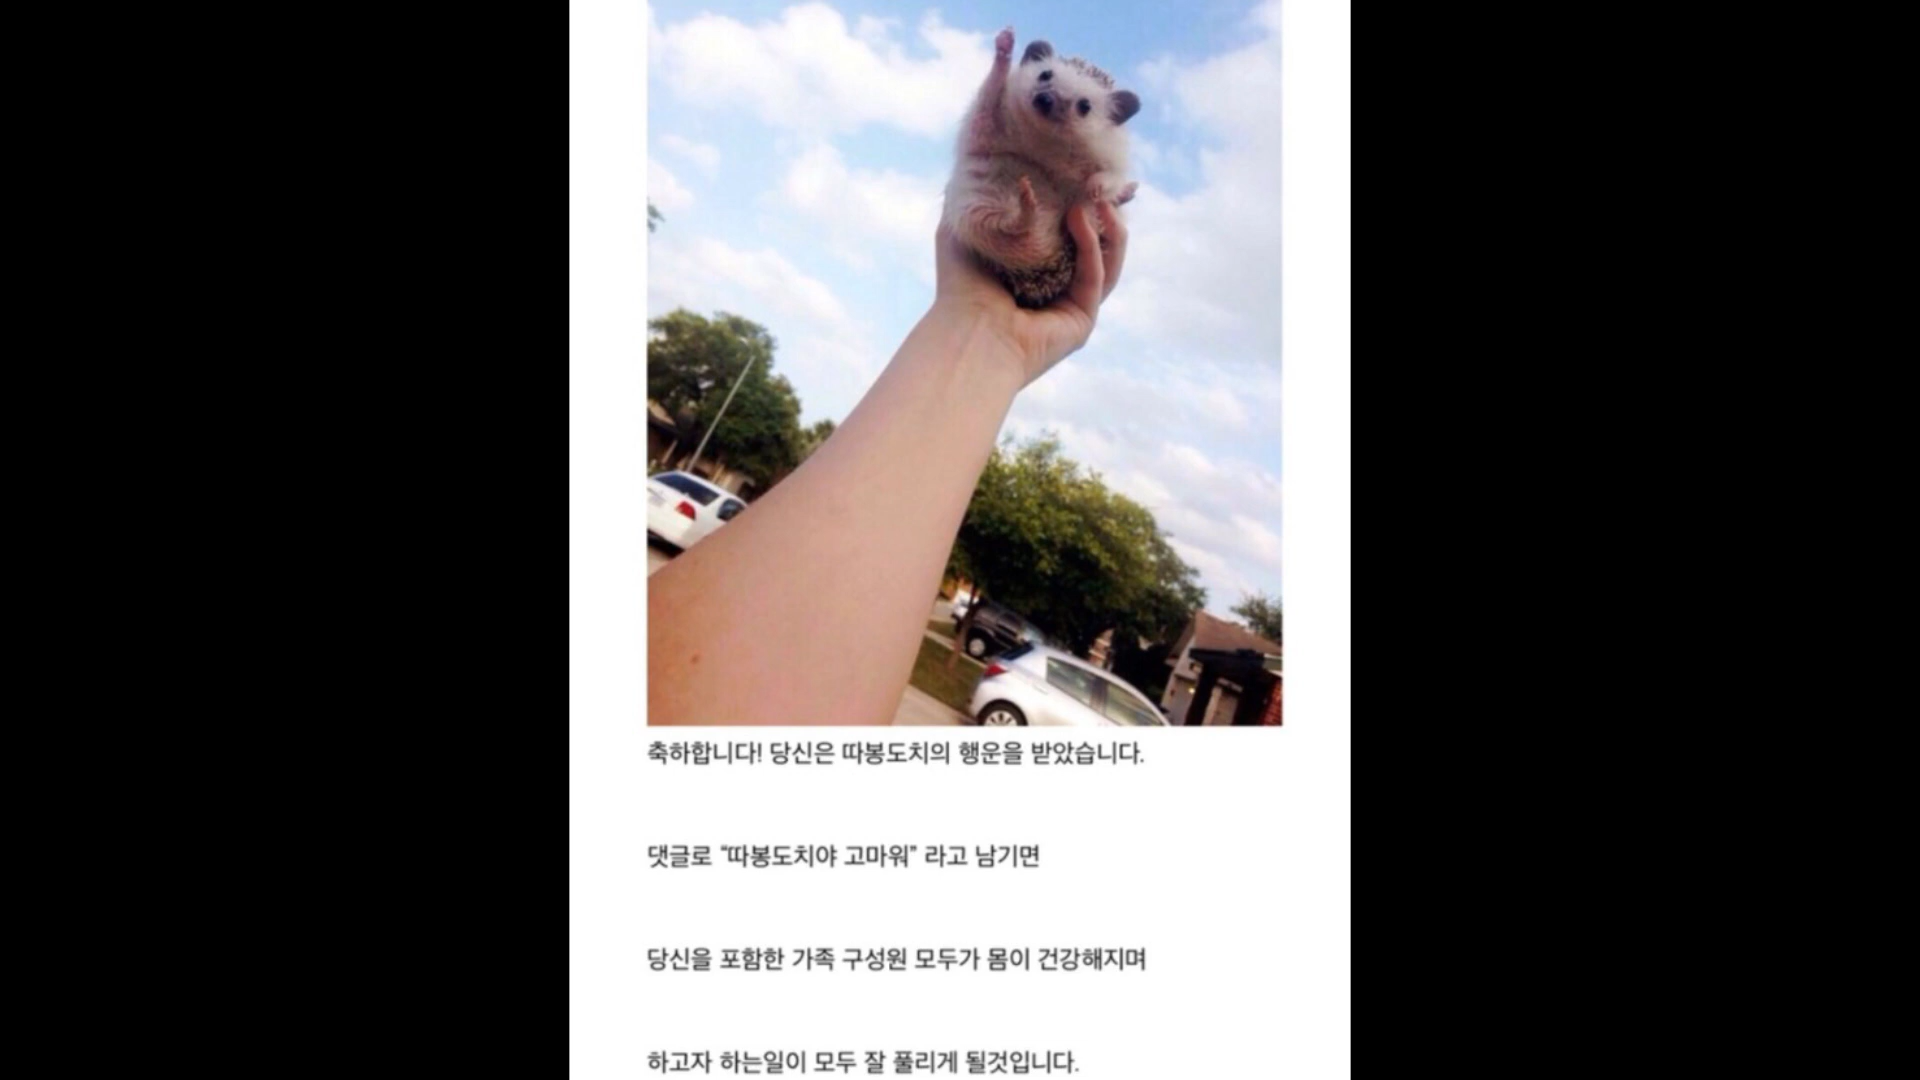 축하합니다! 당신은 따봉도치의 행운을 받았습니다.
댓글로 “따봉도치야 고마워” 라고 남기면
당신을 포함한 가족 구성원 모두가 몸이 건강해지며
하고자 하는일이 모두 잘 풀리게 될것입니다.